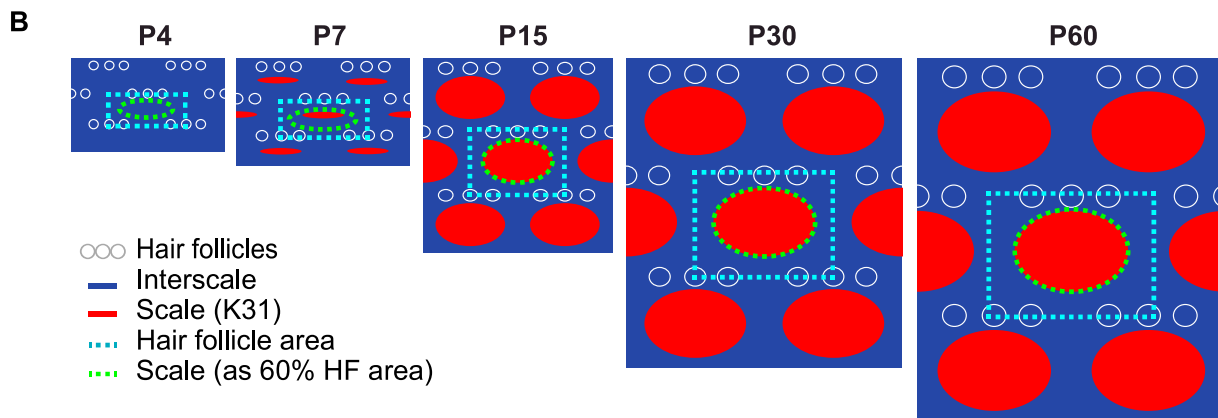 B
P4 P7 P15 P30 P60
Hair follicles
Interscale
Scale (K31)
Hair follicle area
Scale (as 60% HF area)